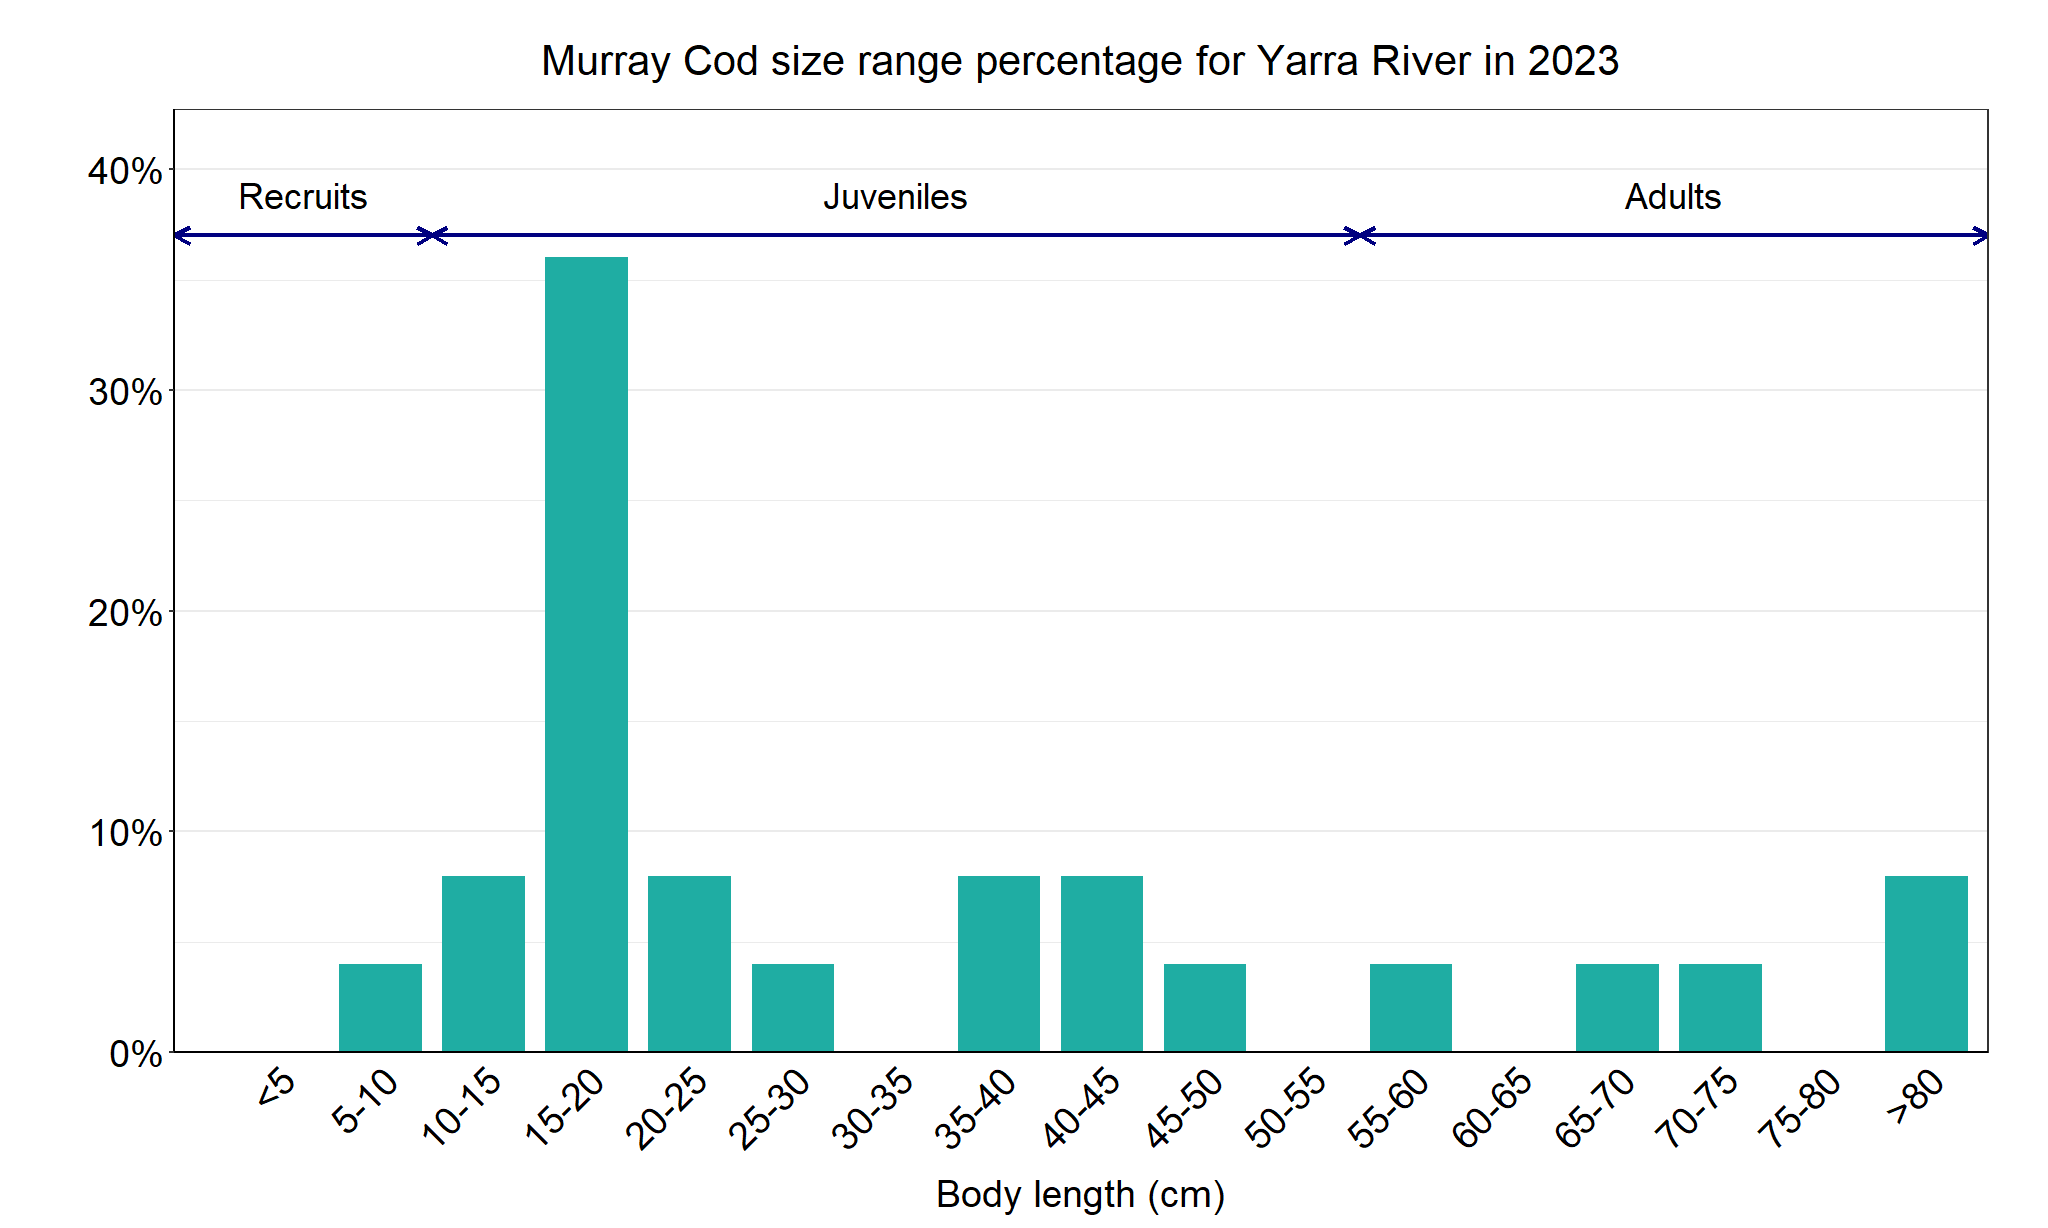 Murray Cod size range percentage for Yarra River in 2023
40%
Recruits Juveniles Adults
30%
20%
10%
0%
<5 5-10 10-15 15-20 20-25 25-30 30-35 35-40 40-45 45-50 50-55 55-60 60-65 65-70 70-75 75-80 >80
Body length (cm)